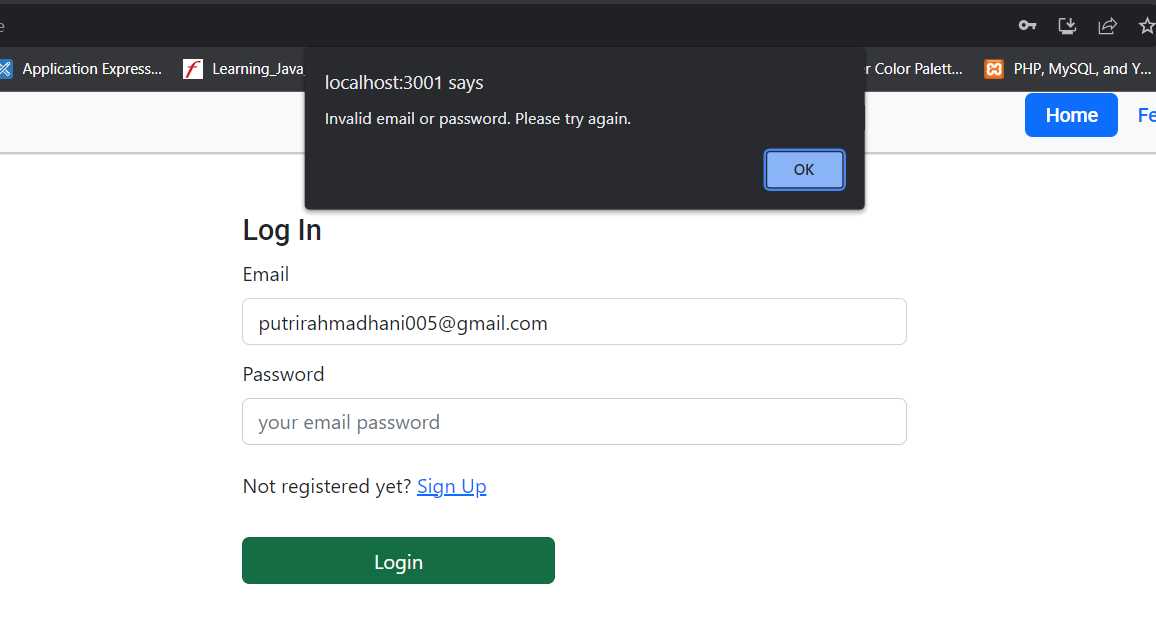 e
Application Express... Learning_Java r Color Palett... PHP, MySQL, and Y...
localhost:3001 says
Invalid email or password. Please try again.
OK
Home Fe
Log In
Email
putrirahmadhani005@gmail.com
Password
your email password
Not registered yet? Sign Up
Login